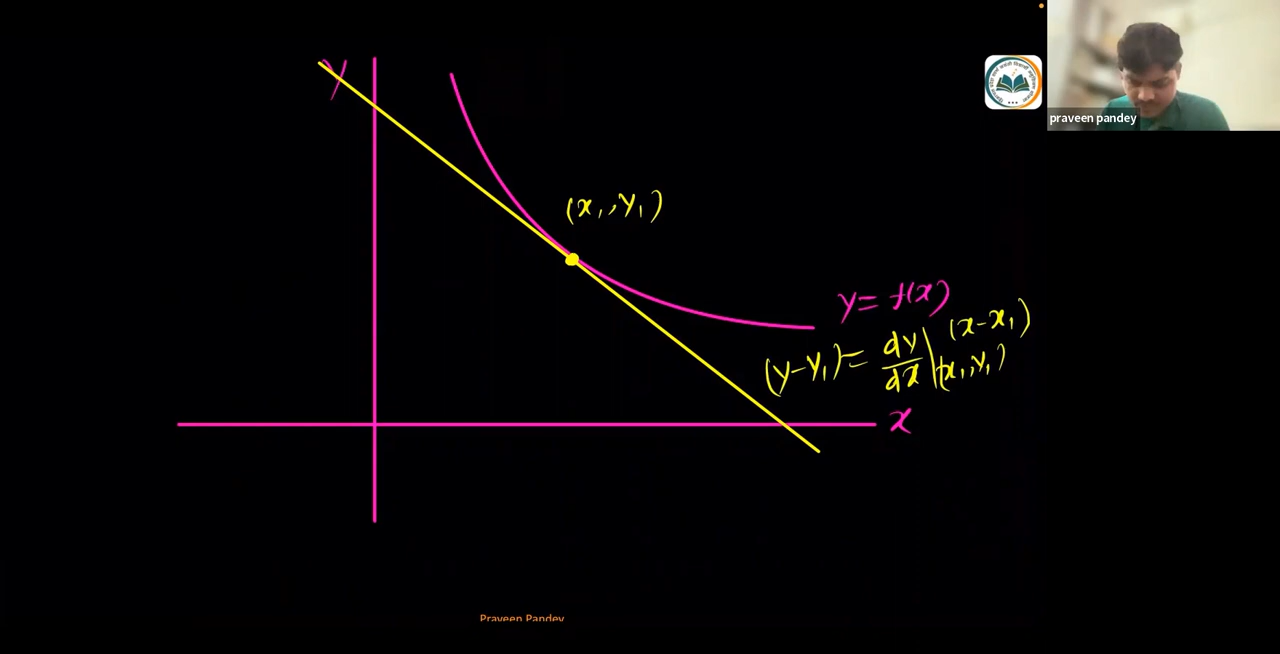 y
praveen pandey
(x₁, y₁)
y = f(x)
(y-y₁) = dy/dx|(x₁, y₁) (x-x₁)
x
Praveen Pandey